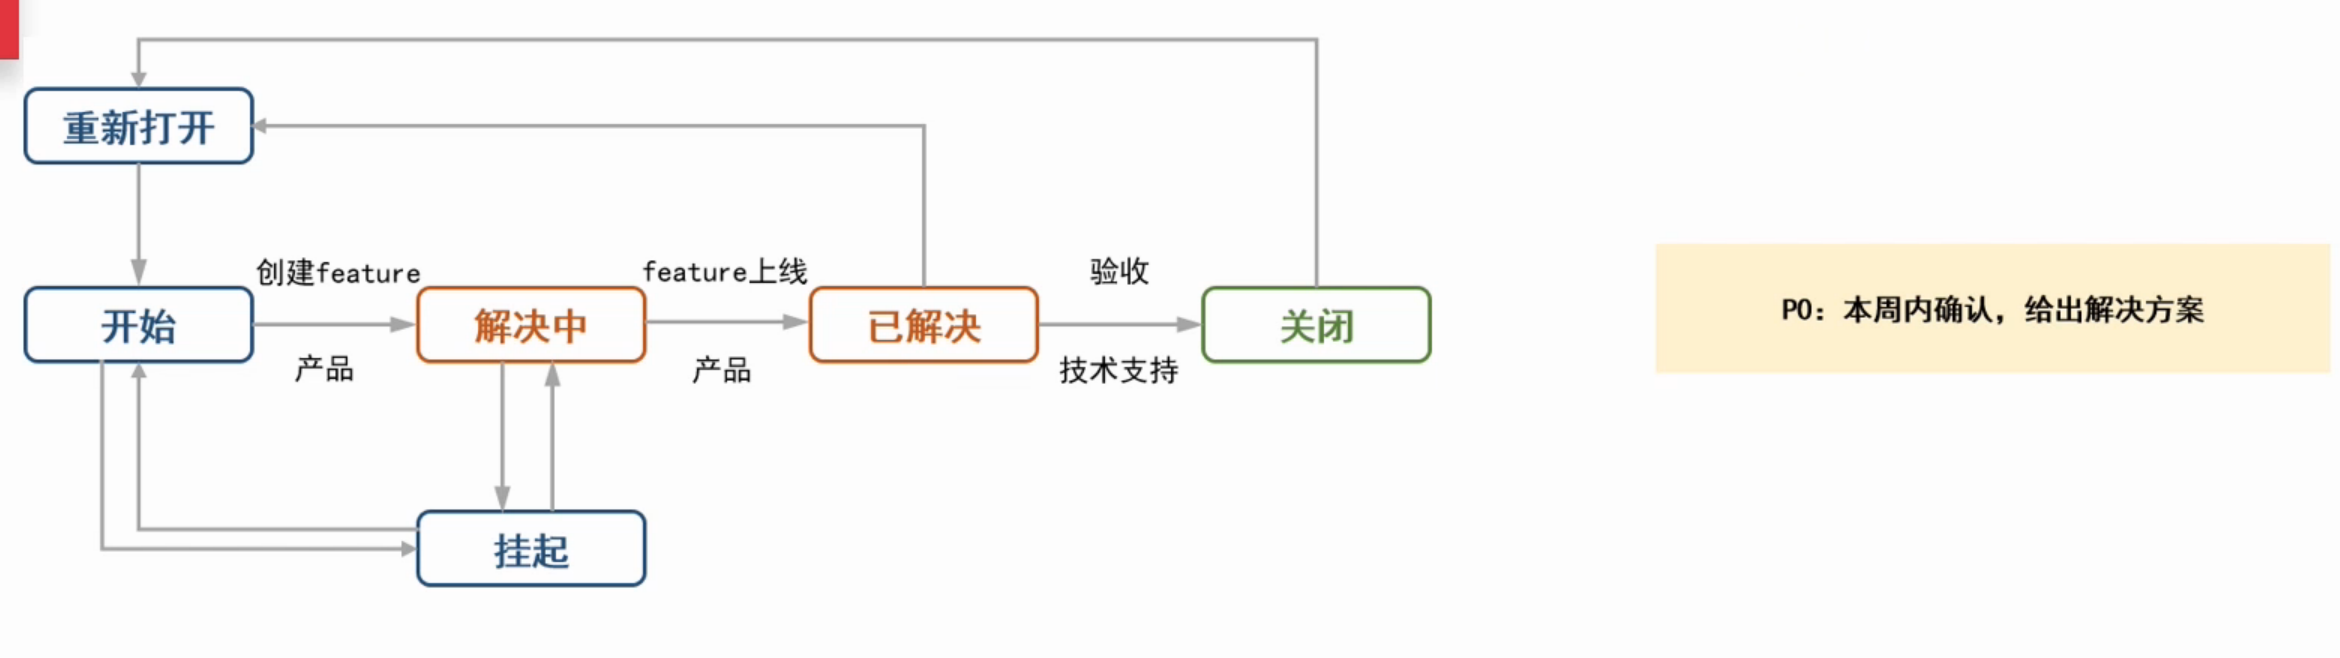 重新打开
创建feature
feature上线
验收
开始
解决中
已解决
关闭
PO：本周内确认，给出解决方案
产品
产品
技术支持
挂起